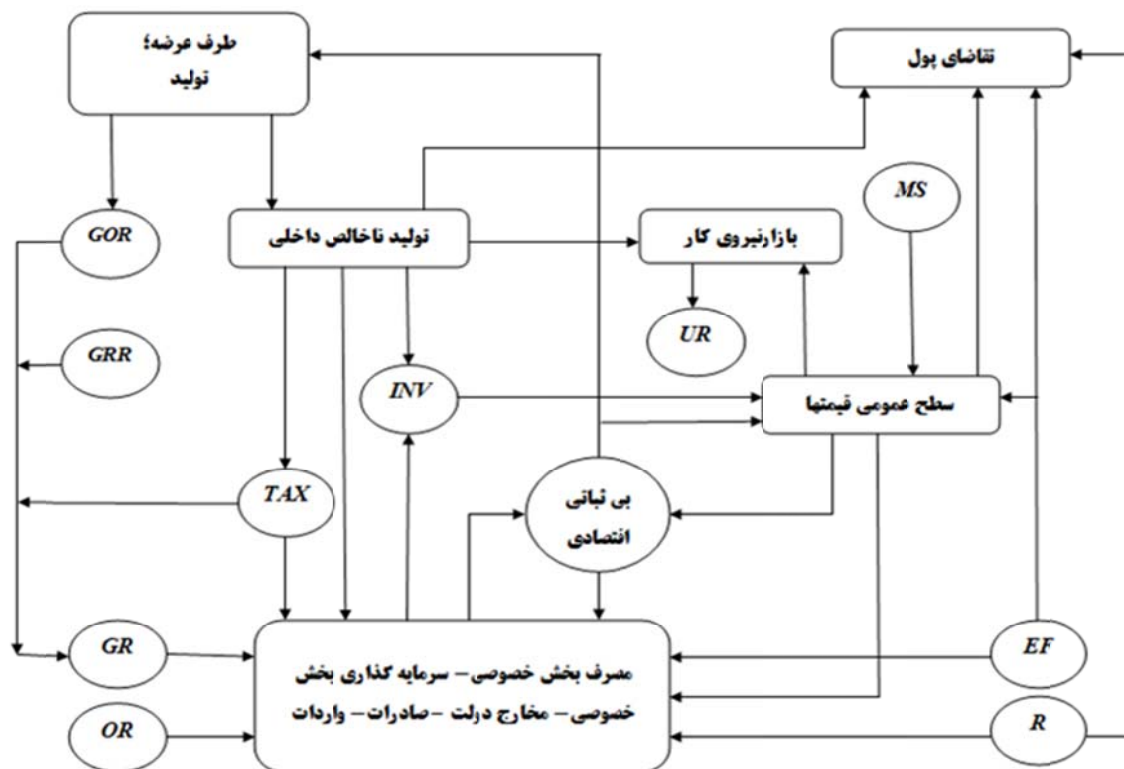 طرف عرضه؛
تولید
تقاضای پول
MS
GOR
تولید ناخالص داخلی
بازارنیروی کار
UR
GRR
INV
سطح عمومی قیمتها
TAX
بی ثباتی
اقتصادی
GR
مصرف بخش خصوصی– سرمایه گذاری بخش
خصوصی– مخارج دولت –صادرات– واردات
EF
OR
R